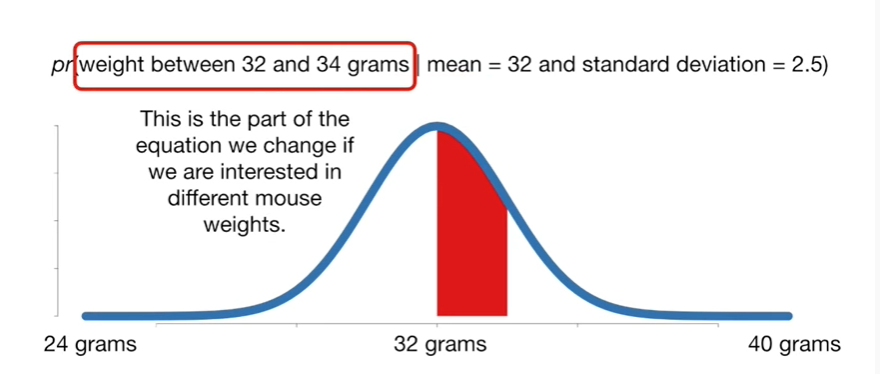 pr(weight between 32 and 34 grams | mean = 32 and standard deviation = 2.5)
This is the part of the
equation we change if
we are interested in
different mouse
weights.
24 grams 32 grams 40 grams